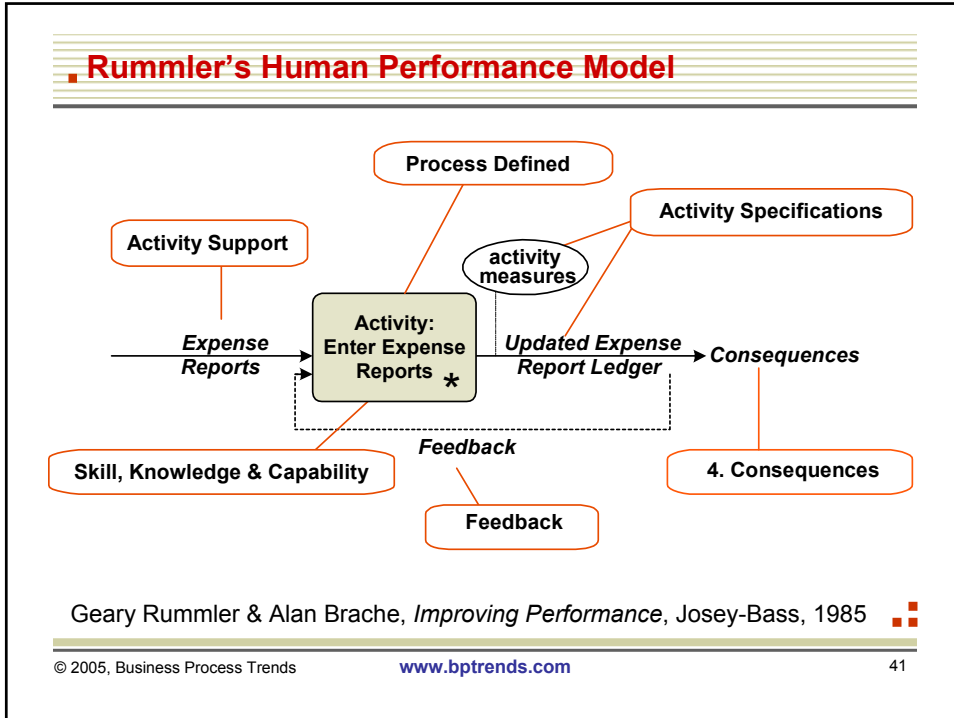 Rummler's Human Performance Model
Process Defined
Activity Specifications
Activity Support
activity
measures
Activity:
Enter Expense
Reports *
Expense
Reports
Updated Expense
Report Ledger
Consequences
Feedback
Skill, Knowledge & Capability
4. Consequences
Feedback
Geary Rummler & Alan Brache, Improving Performance, Josey-Bass, 1985
© 2005, Business Process Trends
www.bptrends.com
41